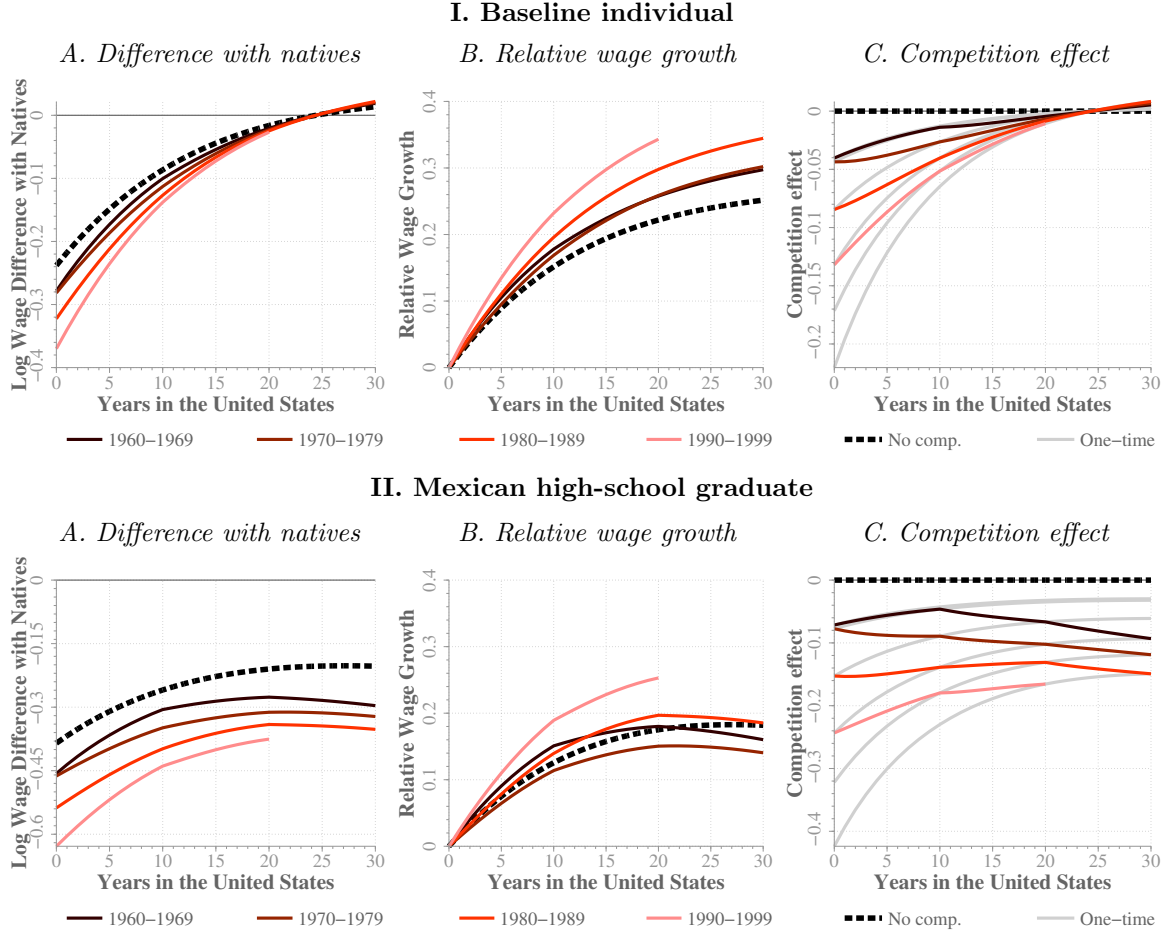 I. Baseline individual
A. Difference with natives
B. Relative wage growth
C. Competition effect
Log Wage Difference with Natives
0
−0.1
−0.2
−0.3
−0.4
0 5 10 15 20 25 30
Years in the United States
Relative Wage Growth
0.4
0.3
0.2
0.1
0
0 5 10 15 20 25 30
Years in the United States
Competition effect
0
−0.05
−0.1
−0.15
−0.2
0 5 10 15 20 25 30
Years in the United States
1960−1969 1970−1979 1980−1989 1990−1999 No comp. One−time
II. Mexican high-school graduate
A. Difference with natives
B. Relative wage growth
C. Competition effect
Log Wage Difference with Natives
0
−0.15
−0.3
−0.45
−0.6
0 5 10 15 20 25 30
Years in the United States
Relative Wage Growth
0.4
0.3
0.2
0.1
0
0 5 10 15 20 25 30
Years in the United States
Competition effect
0
−0.1
−0.2
−0.3
−0.4
0 5 10 15 20 25 30
Years in the United States
1960−1969 1970−1979 1980−1989 1990−1999 No comp. One−time